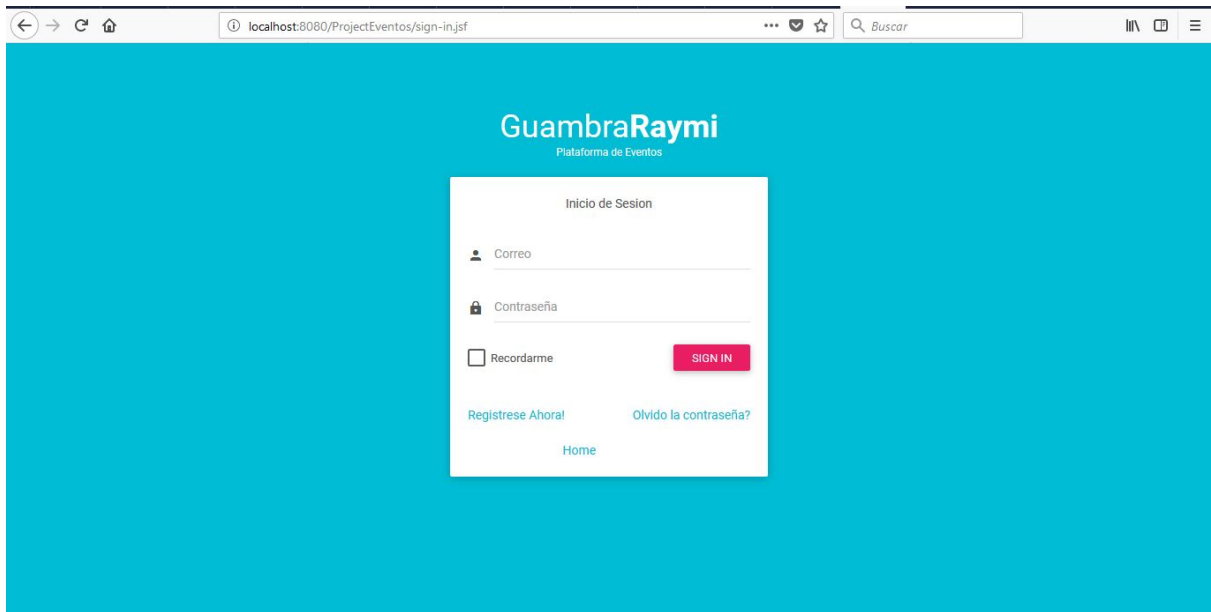 localhost:8080/ProjectEventos/sign-in.jsf
Buscar
GuambraRaymi
Plataforma de Eventos
Inicio de Sesion
Correo
Contraseña
Recordarme
SIGN IN
Registrese Ahora!
Olvido la contraseña?
Home